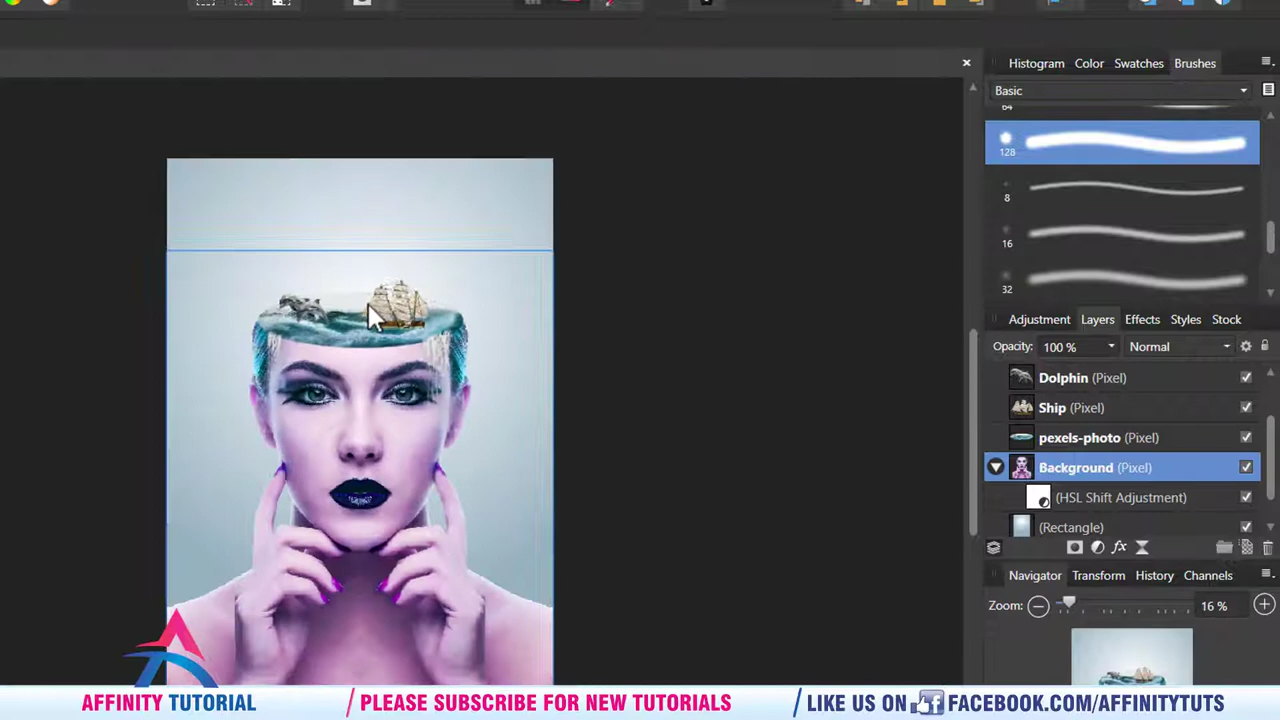 Histogram Color Swatches Brushes
Basic
64
128
8
16
32
Adjustment Layers Effects Styles Stock
Opacity: 100 % Normal
Dolphin (Pixel)
Ship (Pixel)
pexels-photo (Pixel)
Background (Pixel)
(HSL Shift Adjustment)
(Rectangle)
fx
Navigator Transform History Channels
Zoom: 16 %
AFFINITY TUTORIAL
/ PLEASE SUBSCRIBE FOR NEW TUTORIALS
/ LIKE US ON f FACEBOOK.COM/AFFINITYTUTS